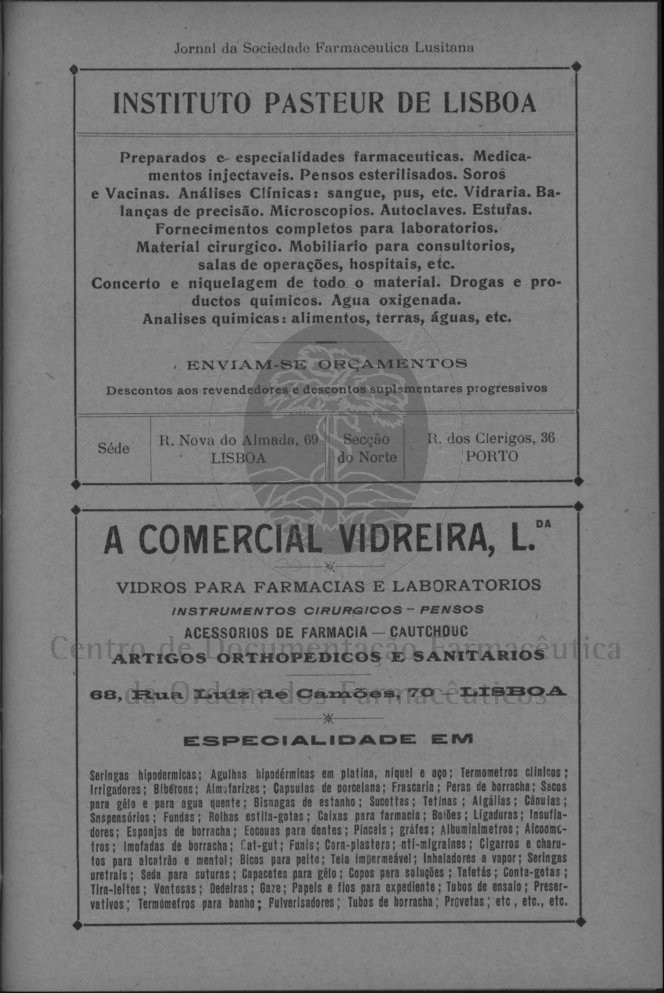 Jornal da Sociedade Farmaceutica Lusitana
INSTITUTO PASTEUR DE LISBOA
Preparados e especialidades farmaceuticas. Medica-
mentos injectaveis. Pensos esterilisados. Soros
e Vacinas. Análises Clínicas: sangue, pus, etc. Vidraria. Ba-
lanças de precisão. Microscopios. Autoclaves. Estufas.
Fornecimentos completos para laboratorios.
Material cirurgico. Mobiliario para consultorios,
salas de operações, hospitais, etc.
Concerto e niquelagem de todo o material. Drogas e pro-
ductos quimicos. Agua oxigenada.
Analises quimicas: alimentos, terras, águas, etc.
ENVIAM-SE ORÇAMENTOS
Descontos aos revendedores e descontos suplementares progressivos
Séde
R. Nova do Almada, 69
LISBOA
Secção
do Norte
R. dos Clerigos, 36
PORTO
A COMERCIAL VIDREIRA, L.DA
VIDROS PARA FARMACIAS E LABORATORIOS
INSTRUMENTOS CIRURGICOS - PENSOS
ACESSORIOS DE FARMACIA — CAUTCHOUC
Centro de Documentação Farmacêutica
ARTIGOS ORTHOPEDICOS E SANITARIOS
da Ordem dos Farmacêuticos
68, Rua Luiz de Camões, 70 - LISBOA
ESPECIALIDADE EM
Seringas hipodermicas; Agulhas hipodérmicas em platina, niquel e aço; Termometros clinicos;
Irrigadores; Bibérons; Almofarizes; Capsulas de porcelana; Frascaria; Peras de borracha; Sacos
para gêlo e para agua quente; Bisnagas de estanho; Sucettas; Tetinas; Algálias; Cânulas;
Snspensórios; Fundas; Rolhas estila-gotas; Caixas para farmacia; Boiões; Ligaduras; Insufla-
dores; Esponjas de borracha; Escouas para dentes; Pinceis; gráfes; Albuminimetros; Alcoome-
tros; Imofadas de borracha; Cat-gut; Funis; Corn-plasters; nti-migraines; Cigarros e charu-
tos para alcatrão e mentol; Bicos para peito; Tela impermeável; Inhaladores a vapor; Seringas
uretrais; Seda para suturas; Capacetes para gêlo; Copos para soluções; Tafetás; Conta-gotas;
Tira-leites; Ventosas; Dedeiras; Gaze; Papeis e fios para expediente; Tubos de ensaio; Preser-
vativos; Termómetros para banho; Pulverisadores; Tubos de borracha; Provetas; etc, etc., etc.